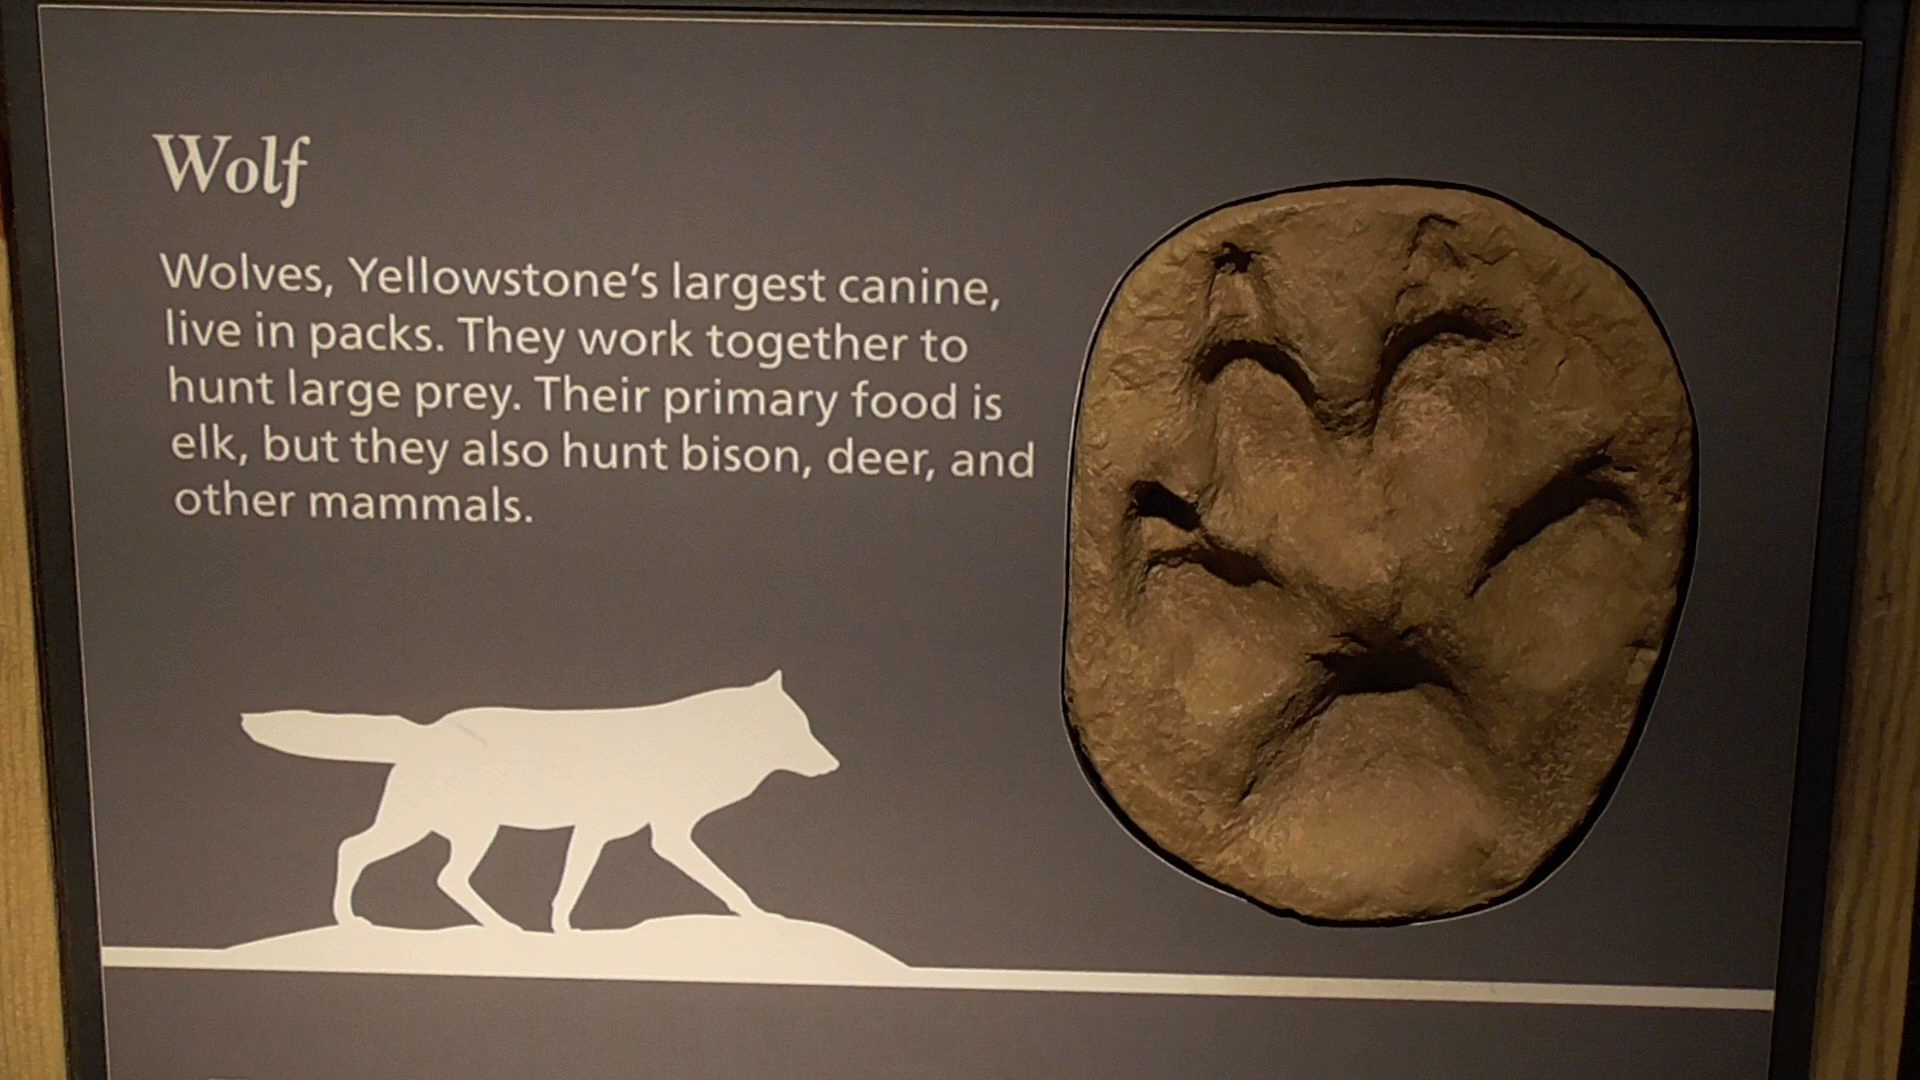 Wolf
Wolves, Yellowstone’s largest canine,
live in packs. They work together to
hunt large prey. Their primary food is
elk, but they also hunt bison, deer, and
other mammals.